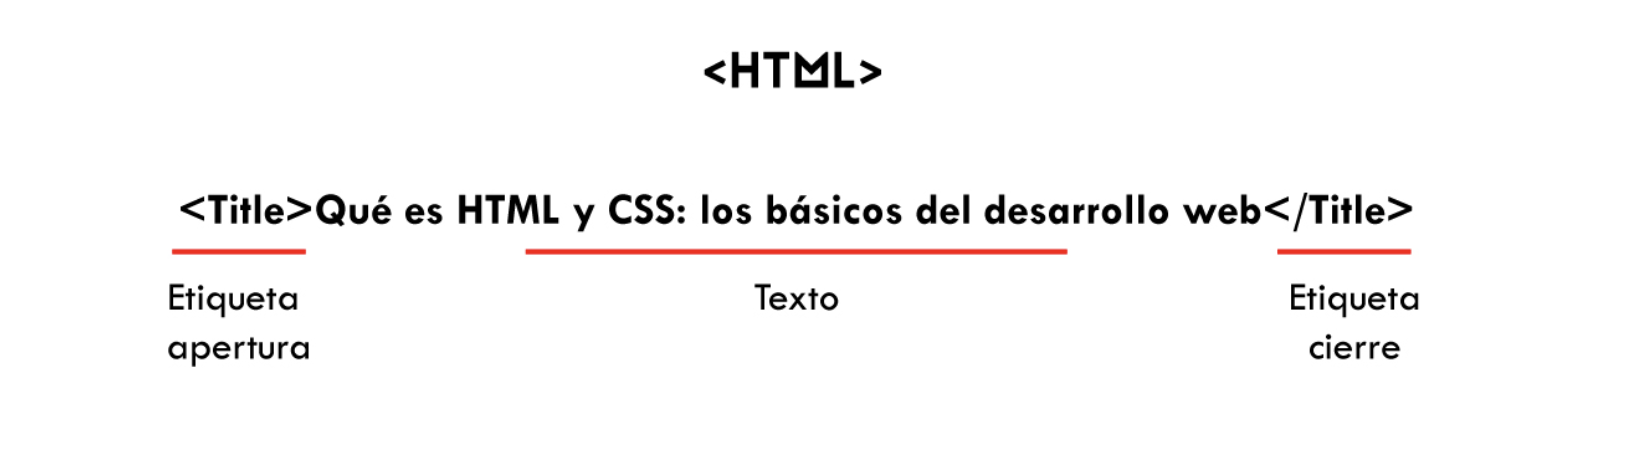 <HTML>
<Title>Qué es HTML y CSS: los básicos del desarrollo web</Title>
Etiqueta apertura
Texto
Etiqueta cierre